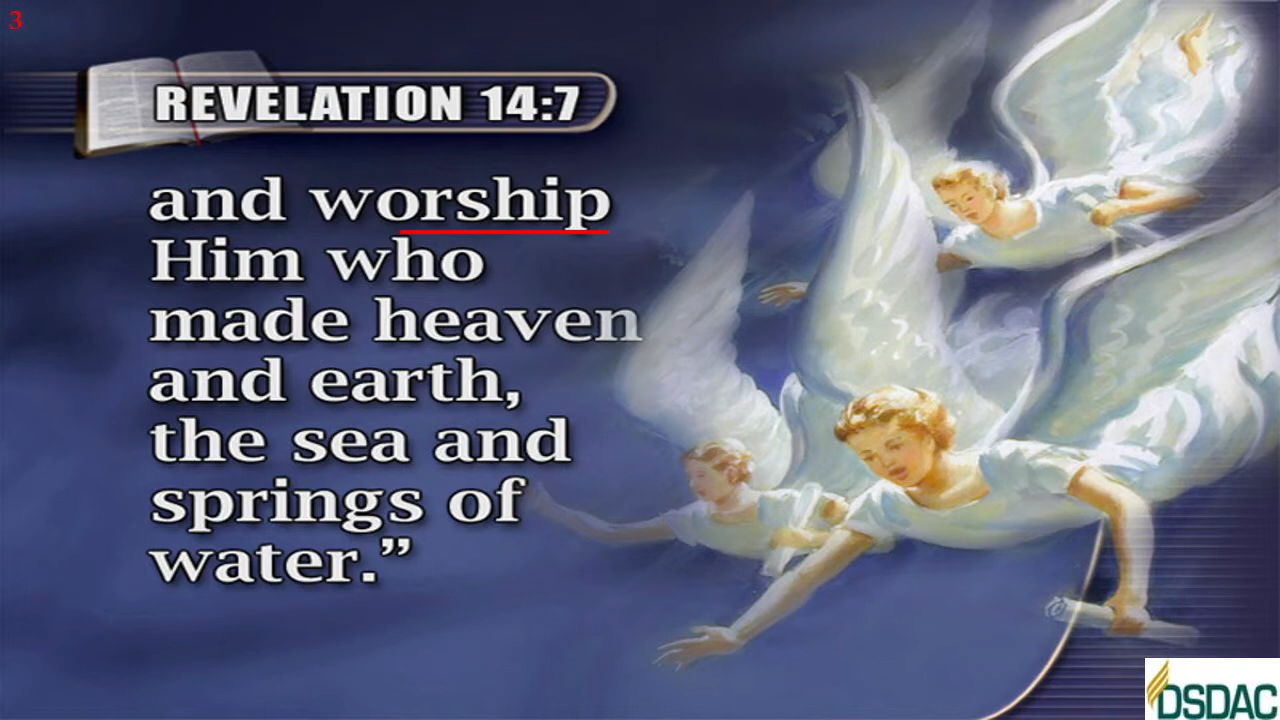 3
REVELATION 14:7
and worship
Him who
made heaven
and earth,
the sea and
springs of
water.”
DSDAC